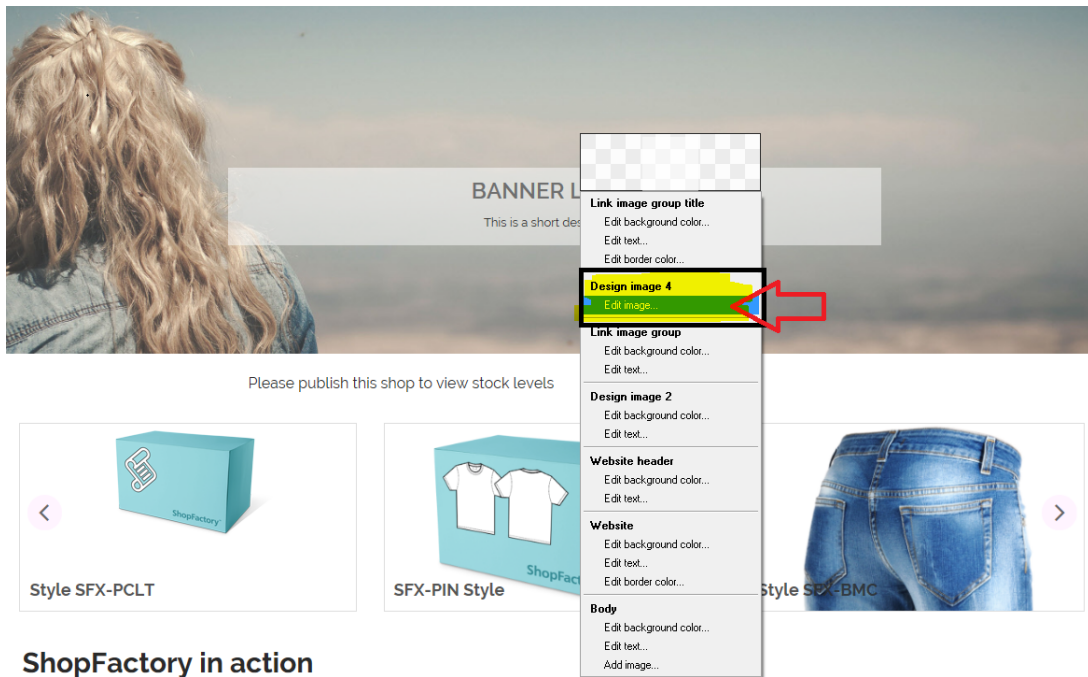 BANNER L
This is a short des
Link image group title
Edit background color...
Edit text...
Edit border color...
Design image 4
Edit image...
Link image group
Edit background color...
Edit text...
Design image 2
Edit background color...
Edit text...
Website header
Edit background color...
Edit text...
Website
Edit background color...
Edit text...
Edit border color...
Body
Edit background color...
Edit text...
Add image...
Please publish this shop to view stock levels
ShopFactory
Style SFX-PCLT
ShopFact
SFX-PIN Style
Style SFX-BMC
ShopFactory in action